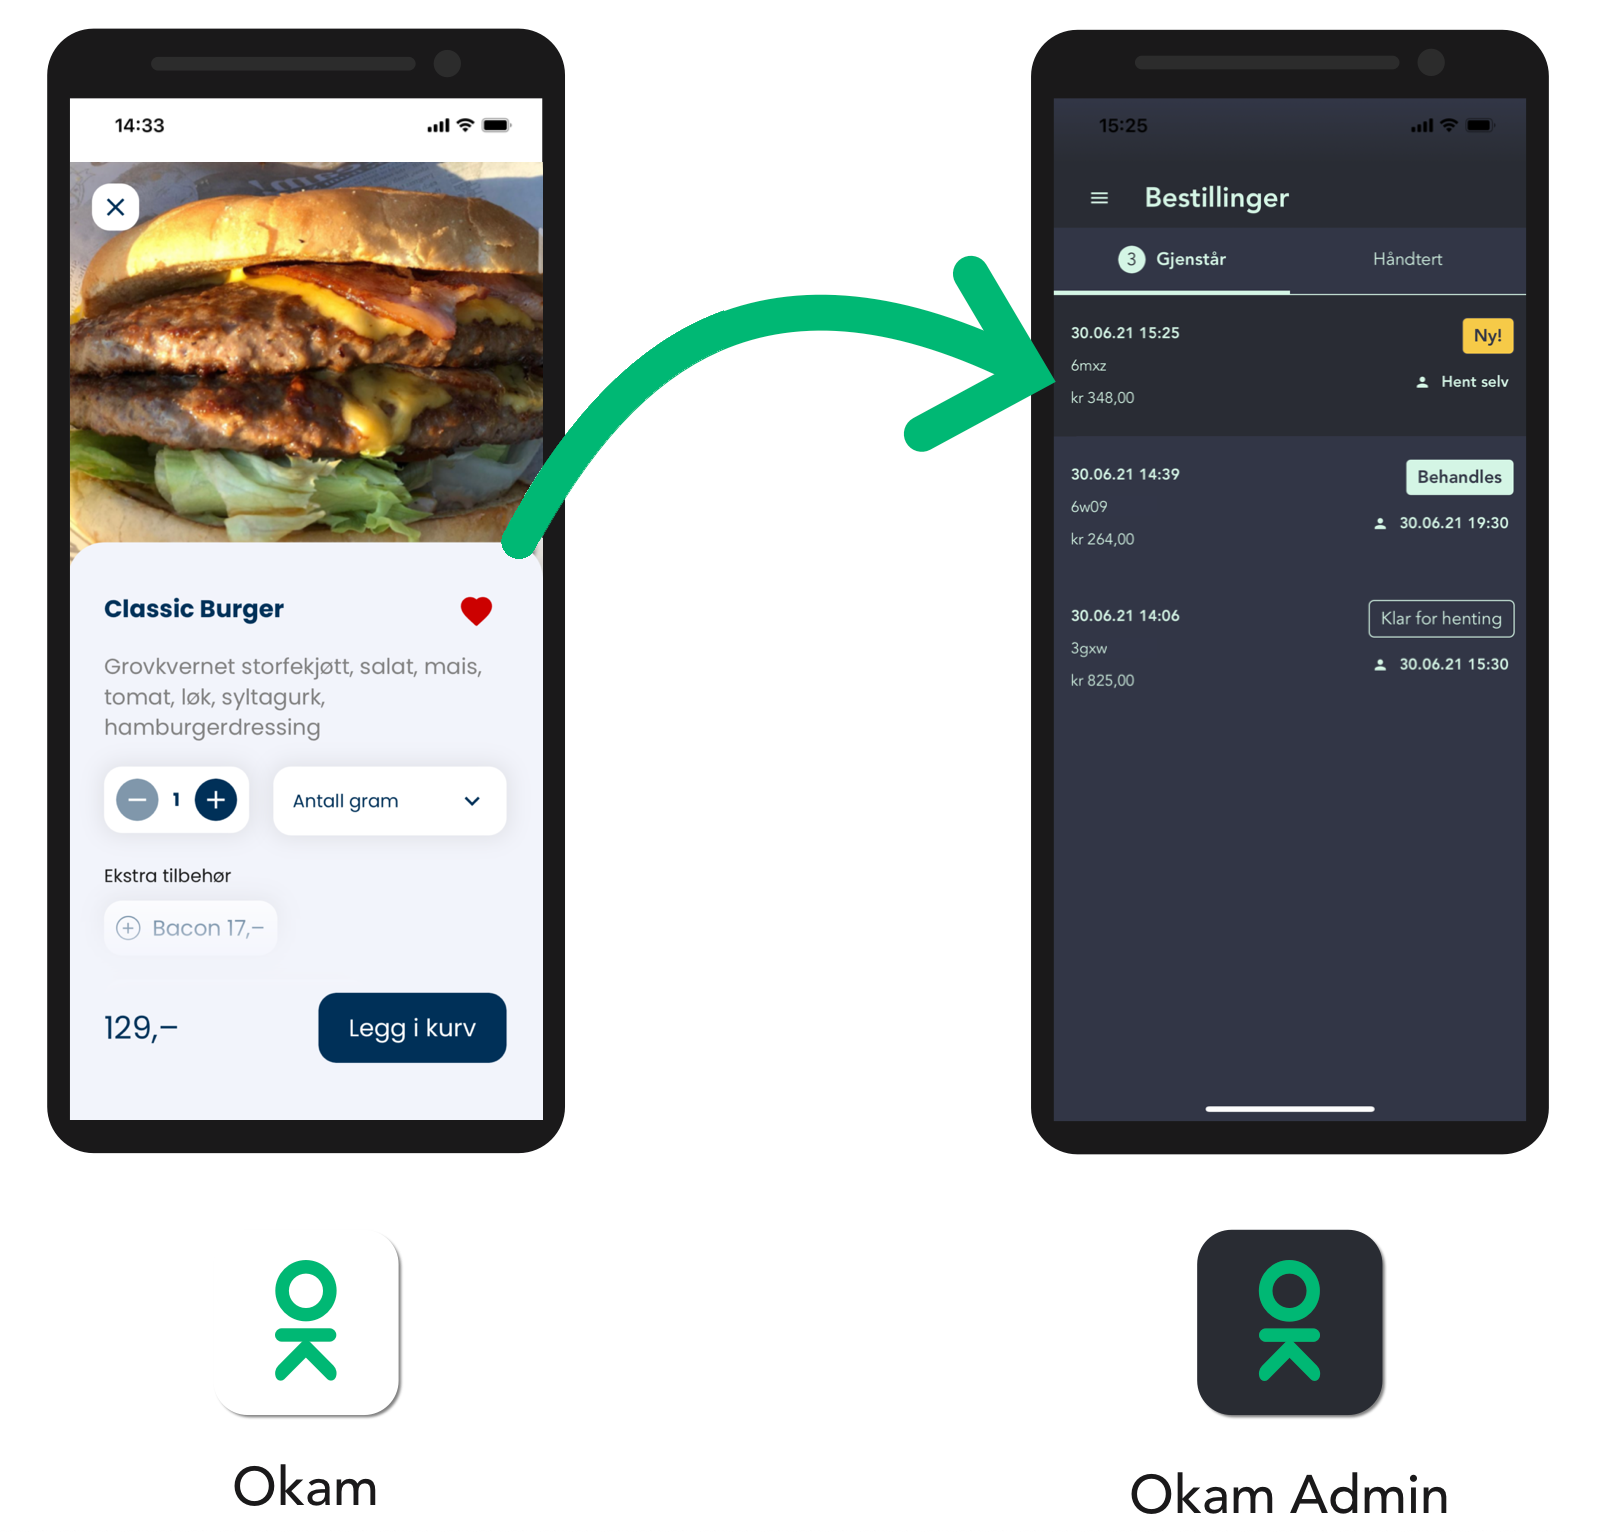 14:33
Classic Burger
Grovkvernet storfekjøtt, salat, mais,
tomat, løk, syltagurk,
hamburgerdressing
1
Antall gram
Ekstra tilbehør
Bacon 17,–
129,–
Legg i kurv
Okam
15:25
Bestillinger
3 Gjenstår
Håndtert
30.06.21 15:25
Ny!
6mxz
Hent selv
kr 348,00
30.06.21 14:39
Behandles
6w09
30.06.21 19:30
kr 264,00
30.06.21 14:06
Klar for henting
3gxw
30.06.21 15:30
kr 825,00
Okam Admin